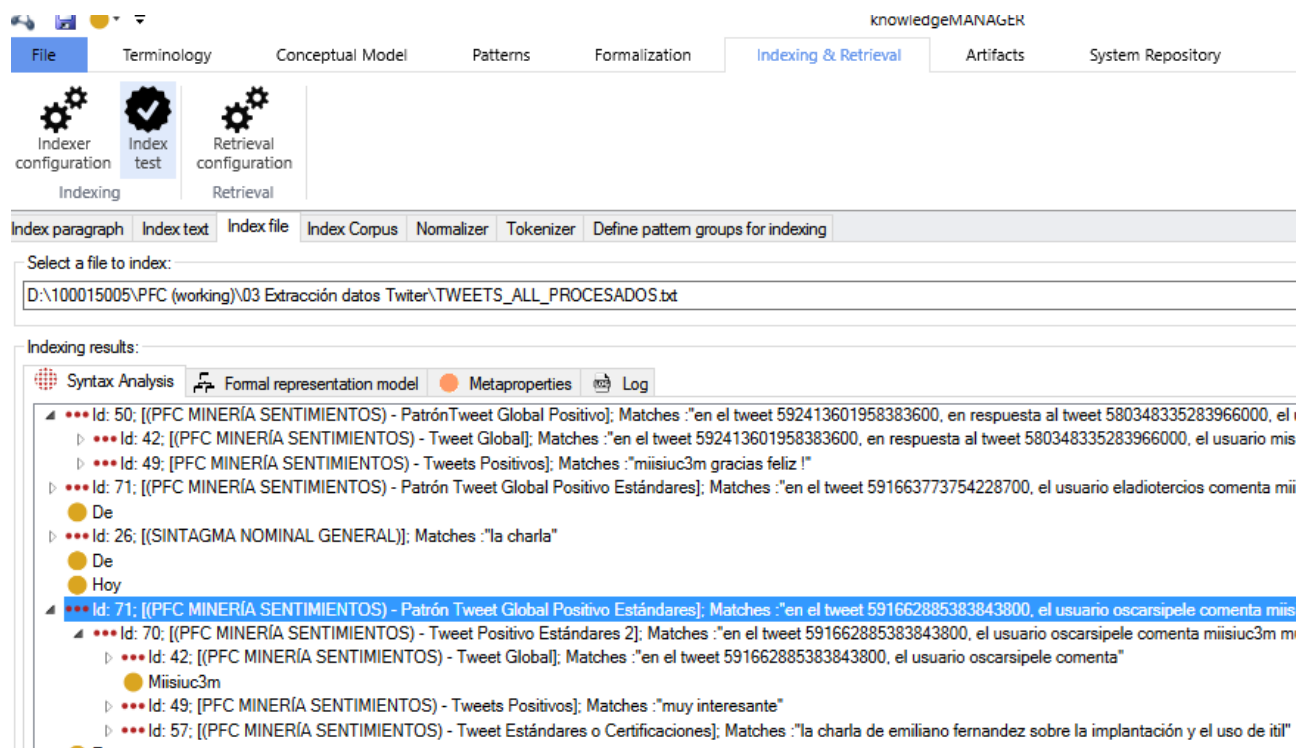 knowledgeMANAGER
File Terminology Conceptual Model Patterns Formalization Indexing & Retrieval Artifacts System Repository
Indexer configuration Index test Retrieval configuration
Indexing Retrieval
Index paragraph Index text Index file Index Corpus Normalizer Tokenizer Define pattern groups for indexing
Select a file to index:
D:\100015005\PFC (working)\03 Extracción datos Twiter\TWEETS_ALL_PROCESADOS.txt
Indexing results:
Syntax Analysis Formal representation model Metaproperties Log
Id: 50; [(PFC MINERÍA SENTIMIENTOS) - PatrónTweet Global Positivo]; Matches :"en el tweet 592413601958383600, en respuesta al tweet 580348335283966000, el
Id: 42; [(PFC MINERÍA SENTIMIENTOS) - Tweet Global]; Matches :"en el tweet 592413601958383600, en respuesta al tweet 580348335283966000, el usuario mis
Id: 49; [PFC MINERÍA SENTIMIENTOS) - Tweets Positivos]; Matches :"miisiuc3m gracias feliz !"
Id: 71; [(PFC MINERÍA SENTIMIENTOS) - Patrón Tweet Global Positivo Estándares]; Matches :"en el tweet 591663773754228700, el usuario eladiotercios comenta mii
De
Id: 26; [(SINTAGMA NOMINAL GENERAL)]; Matches :"la charla"
De
Hoy
Id: 71; [(PFC MINERÍA SENTIMIENTOS) - Patrón Tweet Global Positivo Estándares]; Matches :"en el tweet 591662885383843800, el usuario oscarsipele comenta miis
Id: 70; [(PFC MINERÍA SENTIMIENTOS) - Tweet Positivo Estándares 2]; Matches :"en el tweet 591662885383843800, el usuario oscarsipele comenta miisiuc3m mu
Id: 42; [(PFC MINERÍA SENTIMIENTOS) - Tweet Global]; Matches :"en el tweet 591662885383843800, el usuario oscarsipele comenta"
Miisiuc3m
Id: 49; [PFC MINERÍA SENTIMIENTOS) - Tweets Positivos]; Matches :"muy interesante"
Id: 57; [(PFC MINERÍA SENTIMIENTOS) - Tweet Estándares o Certificaciones]; Matches :"la charla de emiliano fernandez sobre la implantación y el uso de itil"